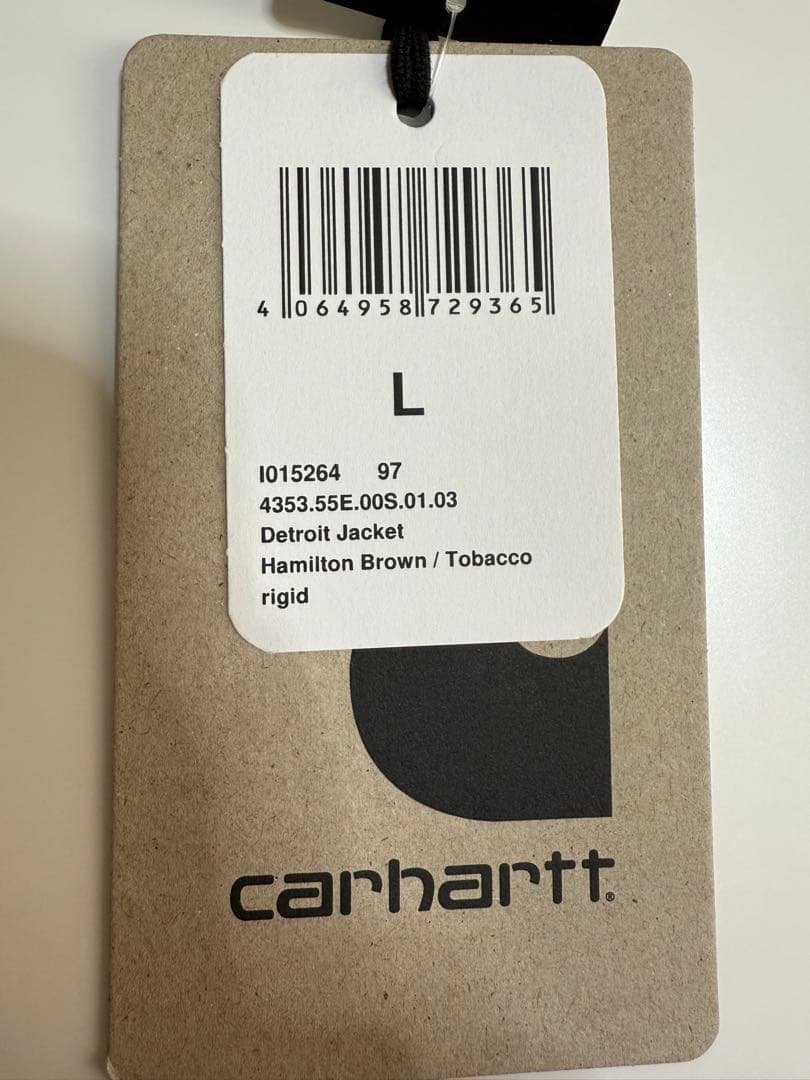 4 064958 729365
L
I015264 97
4353.55E.00S.01.03
Detroit Jacket
Hamilton Brown / Tobacco
rigid
carhartt®